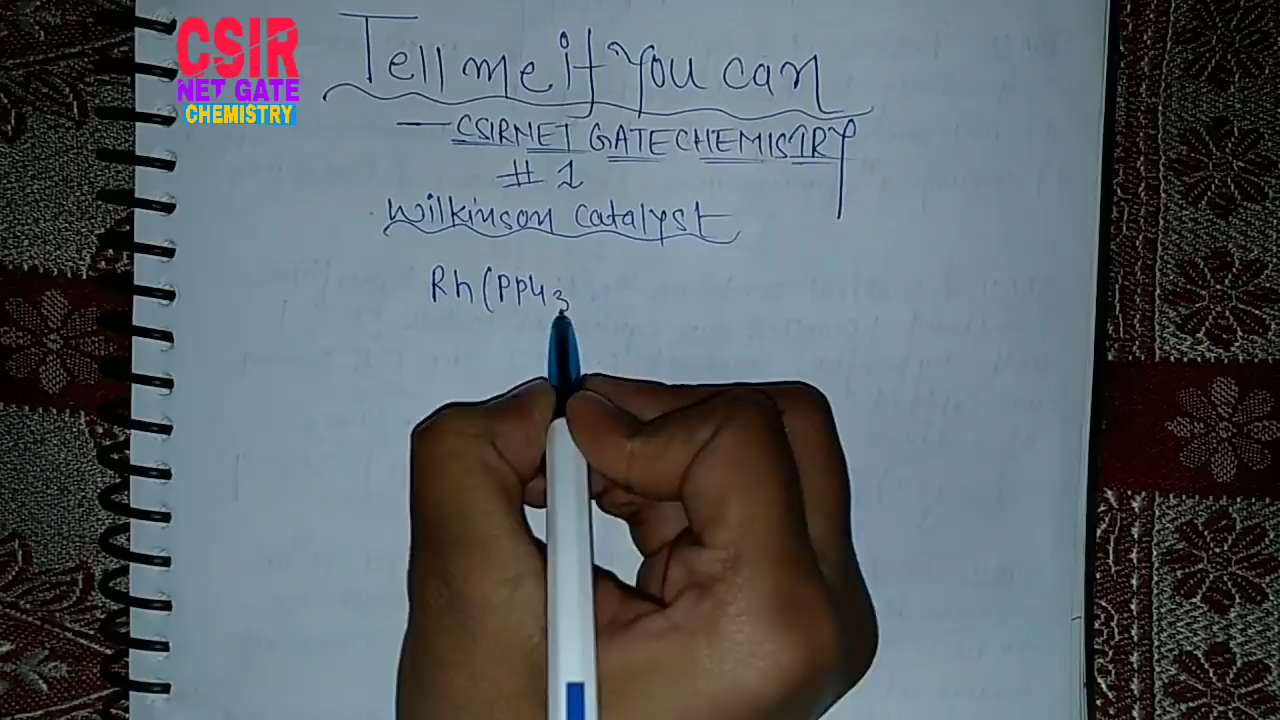 CSIR
NET GATE
CHEMISTRY
Tell me if You can
— CSIRNET GATECHEMISTRY
# 1
Wilkinson Catalyst
Rh(PPh3